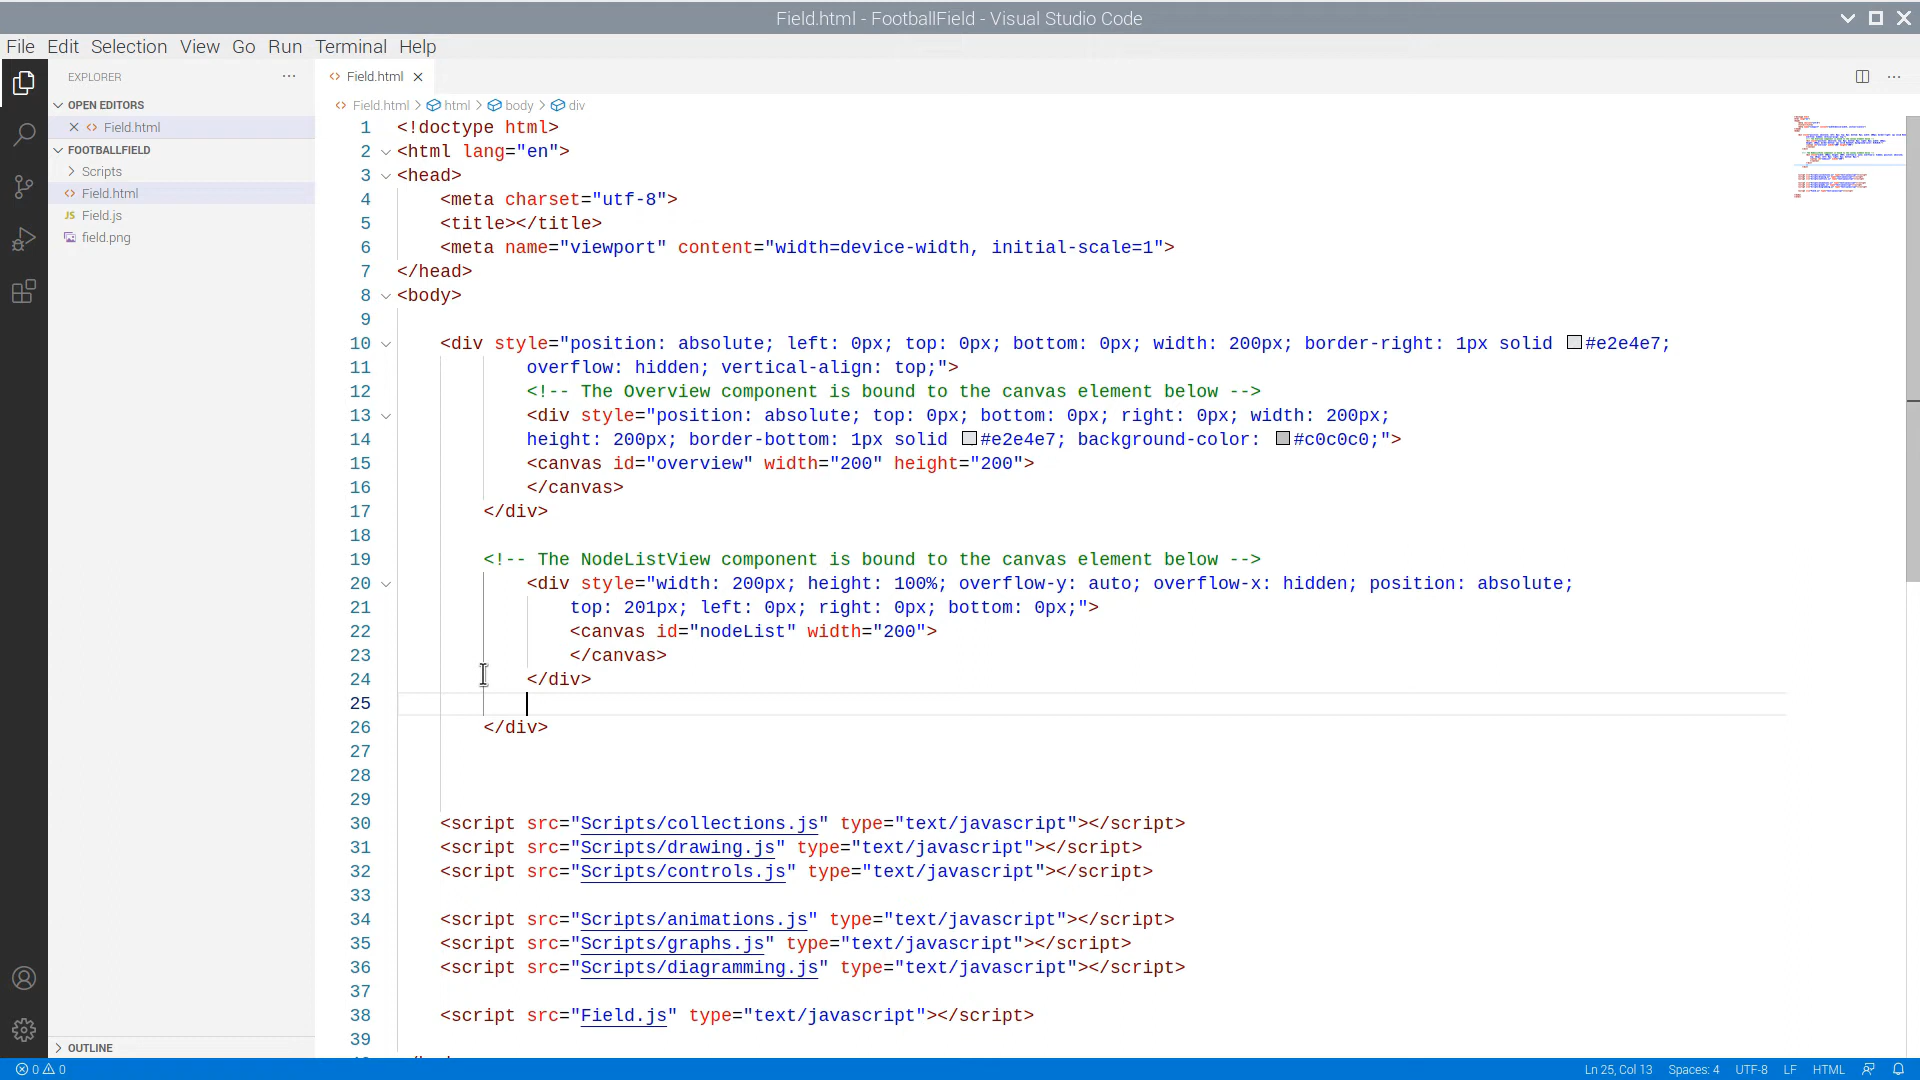 Field.html - FootballField - Visual Studio Code
File Edit Selection View Go Run Terminal Help
EXPLORER
Field.html
OPEN EDITORS
Field.html > html > body > div
Field.html
FOOTBALLFIELD
Scripts
Field.html
JS Field.js
field.png
1 <!doctype html>
2 <html lang="en">
3 <head>
4 <meta charset="utf-8">
5 <title></title>
6 <meta name="viewport" content="width=device-width, initial-scale=1">
7 </head>
8 <body>
9
10 <div style="position: absolute; left: 0px; top: 0px; bottom: 0px; width: 200px; border-right: 1px solid #e2e4e7;
11 overflow: hidden; vertical-align: top;">
12 <!-- The Overview component is bound to the canvas element below -->
13 <div style="position: absolute; top: 0px; bottom: 0px; right: 0px; width: 200px;
14 height: 200px; border-bottom: 1px solid #e2e4e7; background-color: #c0c0c0;">
15 <canvas id="overview" width="200" height="200">
16 </canvas>
17 </div>
18
19 <!-- The NodeListView component is bound to the canvas element below -->
20 <div style="width: 200px; height: 100%; overflow-y: auto; overflow-x: hidden; position: absolute;
21 top: 201px; left: 0px; right: 0px; bottom: 0px;">
22 <canvas id="nodeList" width="200">
23 </canvas>
24 </div>
25
26 </div>
27
28
29
30 <script src="Scripts/collections.js" type="text/javascript"></script>
31 <script src="Scripts/drawing.js" type="text/javascript"></script>
32 <script src="Scripts/controls.js" type="text/javascript"></script>
33
34 <script src="Scripts/animations.js" type="text/javascript"></script>
35 <script src="Scripts/graphs.js" type="text/javascript"></script>
36 <script src="Scripts/diagramming.js" type="text/javascript"></script>
37
38 <script src="Field.js" type="text/javascript"></script>
39
OUTLINE
0 0 Ln 25, Col 13 Spaces: 4 UTF-8 LF HTML